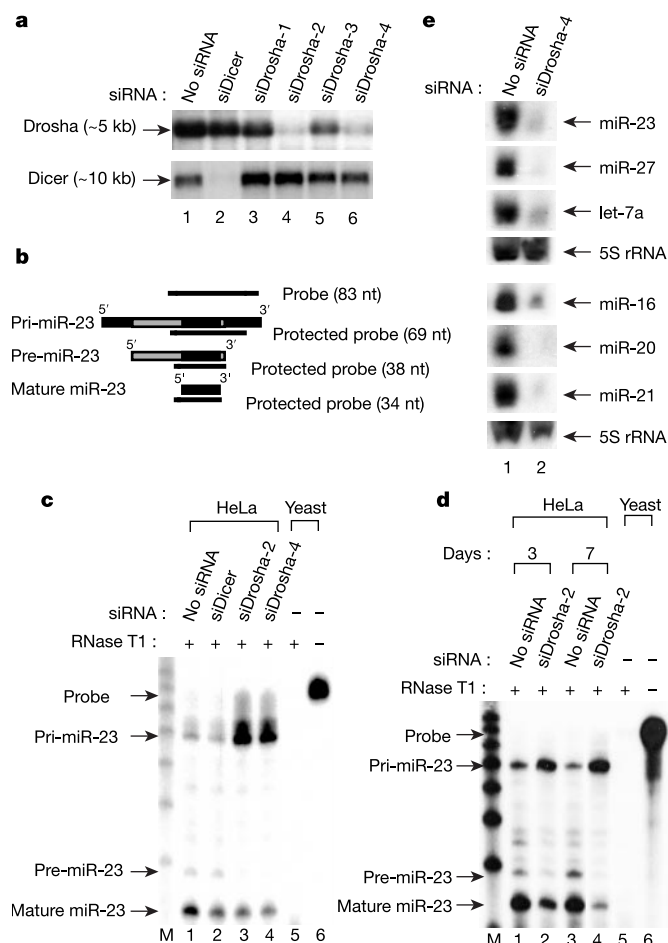 a
siRNA :
No siRNA
siDicer
siDrosha-1
siDrosha-2
siDrosha-3
siDrosha-4
Drosha (~5 kb)
Dicer (~10 kb)
1 2 3 4 5 6
b
Probe (83 nt)
5′ 3′
Pri-miR-23
Protected probe (69 nt)
5′ 3′
Pre-miR-23
Protected probe (38 nt)
5′ 3′
Mature miR-23
Protected probe (34 nt)
c
HeLa Yeast
siRNA :
No siRNA
siDicer
siDrosha-2
siDrosha-4
– –
RNase T1 : + + + + + –
Probe
Pri-miR-23
Pre-miR-23
Mature miR-23
M 1 2 3 4 5 6
e
siRNA :
No siRNA
siDrosha-4
miR-23
miR-27
let-7a
5S rRNA
miR-16
miR-20
miR-21
5S rRNA
1 2
d
HeLa Yeast
Days : 3 7
siRNA :
No siRNA
siDrosha-2
No siRNA
siDrosha-2
– –
RNase T1 : + + + + + –
Probe
Pri-miR-23
Pre-miR-23
Mature miR-23
M 1 2 3 4 5 6